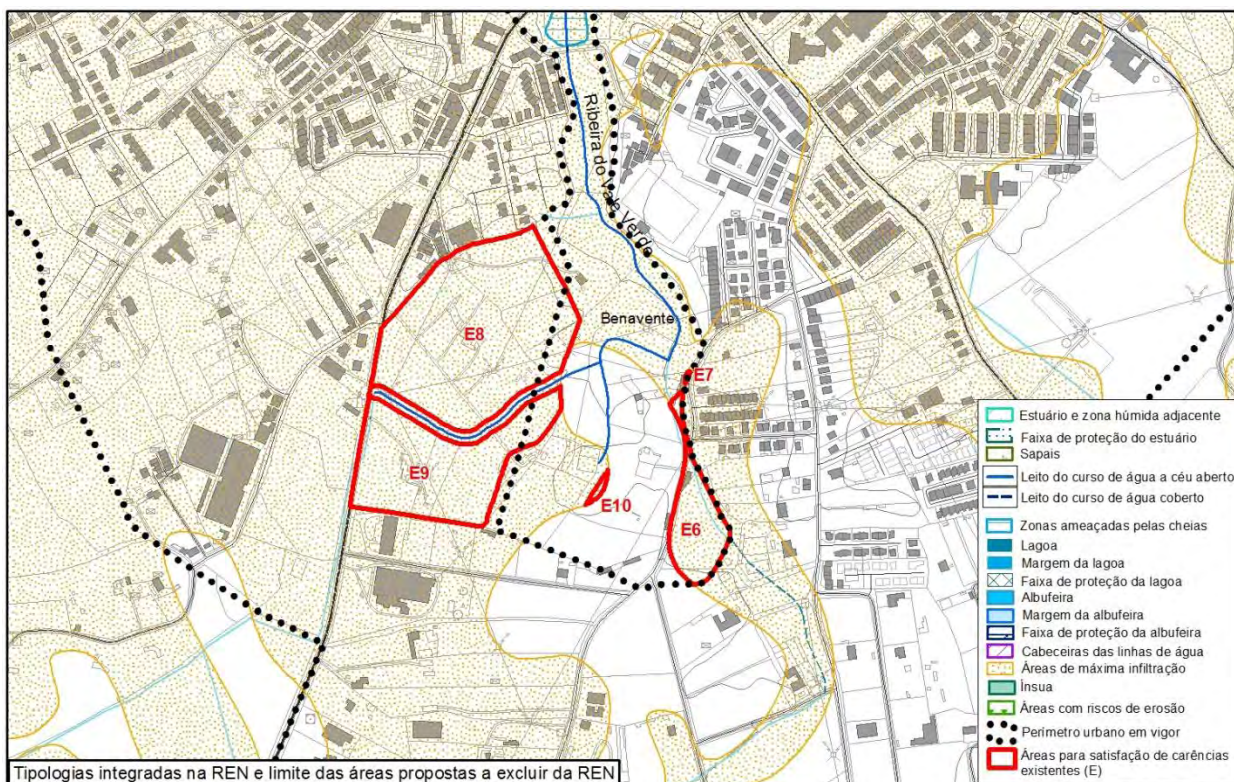 Ribeira do Vale Verde
Benavente
E8
E7
E9
E10
E6
Estuário e zona húmida adjacente
Faixa de proteção do estuário
Sapais
Leito do curso de água a céu aberto
Leito do curso de água coberto
Zonas ameaçadas pelas cheias
Lagoa
Margem da lagoa
Faixa de proteção da lagoa
Albufeira
Margem da albufeira
Faixa de proteção da albufeira
Cabeceiras das linhas de água
Áreas de máxima infiltração
Ínsua
Áreas com riscos de erosão
Perímetro urbano em vigor
Áreas para satisfação de carências
existentes (E)
Tipologias integradas na REN e limite das áreas propostas a excluir da REN